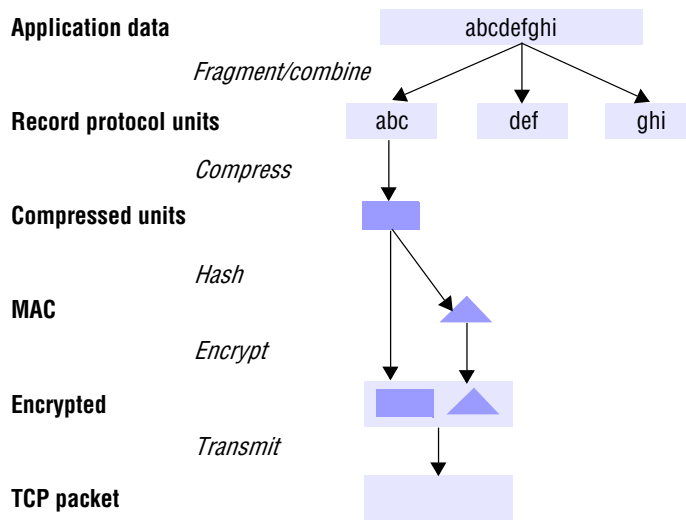 Application data
abcdefghi
Fragment/combine
Record protocol units
abc
def
ghi
Compress
Compressed units
Hash
MAC
Encrypt
Encrypted
Transmit
TCP packet